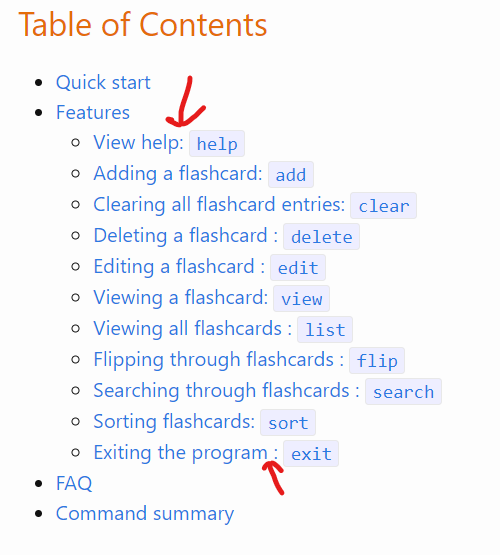 Table of Contents
Quick start
Features
View help: help
Adding a flashcard: add
Clearing all flashcard entries: clear
Deleting a flashcard : delete
Editing a flashcard : edit
Viewing a flashcard: view
Viewing all flashcards : list
Flipping through flashcards : flip
Searching through flashcards : search
Sorting flashcards: sort
Exiting the program : exit
FAQ
Command summary